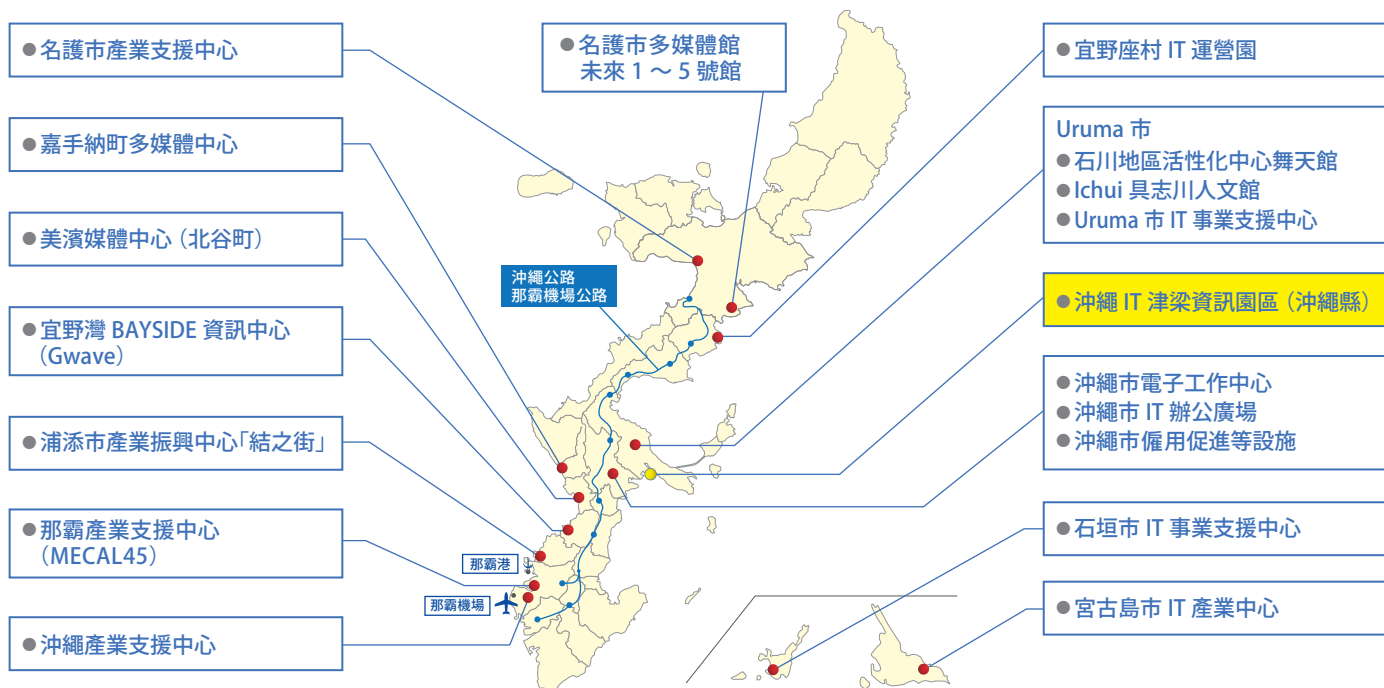 ●名護市產業支援中心
●嘉手納町多媒體中心
●美濱媒體中心（北谷町）
●宜野灣 BAYSIDE 資訊中心
（Gwave）
●浦添市產業振興中心「結之街」
●那霸產業支援中心
（MECAL45）
●沖繩產業支援中心
●名護市多媒體館
未來 1 ～ 5 號館
沖繩公路
那霸機場公路
那霸港
那霸機場
●宜野座村 IT 運營園
Uruma 市
●石川地區活性化中心舞天館
●Ichui 具志川人文館
●Uruma 市 IT 事業支援中心
●沖繩 IT 津梁資訊園區（沖繩縣）
●沖繩市電子工作中心
●沖繩市 IT 辦公廣場
●沖繩市僱用促進等設施
●石垣市 IT 事業支援中心
●宮古島市 IT 產業中心